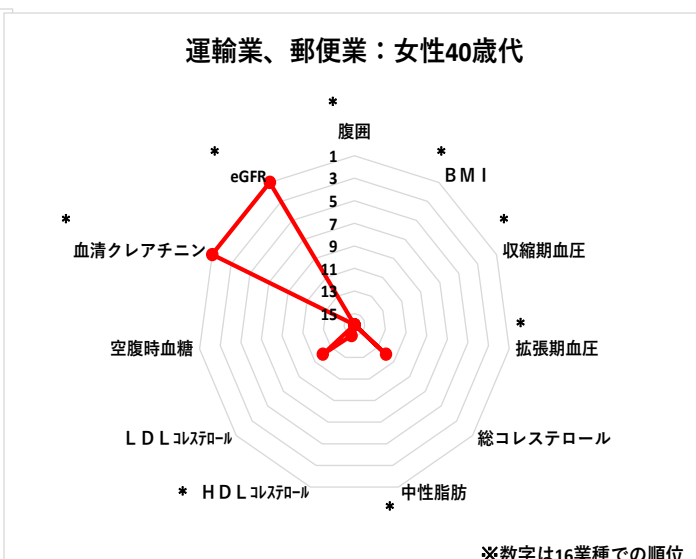 運輸業、郵便業：女性40歳代
*
腹囲
*
ＢＭＩ
*
eGFR
1
3
5
7
9
11
13
15
*
収縮期血圧
*
血清クレアチニン
*
拡張期血圧
空腹時血糖
総コレステロール
ＬＤＬｺﾚｽﾃﾛｰﾙ
* ＨＤＬｺﾚｽﾃﾛｰﾙ
中性脂肪
*
※数字は16業種での順位